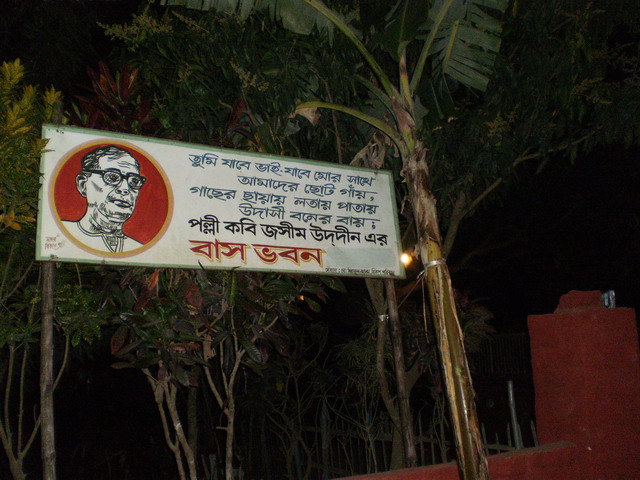 তুমি যাবে ভাই-যাবে মোর সাথে
আমাদের ছোট গাঁয়,
গাছের ছায়ায় লতায় পাতায়
উদাসী বনের বায়;
পল্লী কবি জসীম উদ্‌দীন এর
বাস ভবন